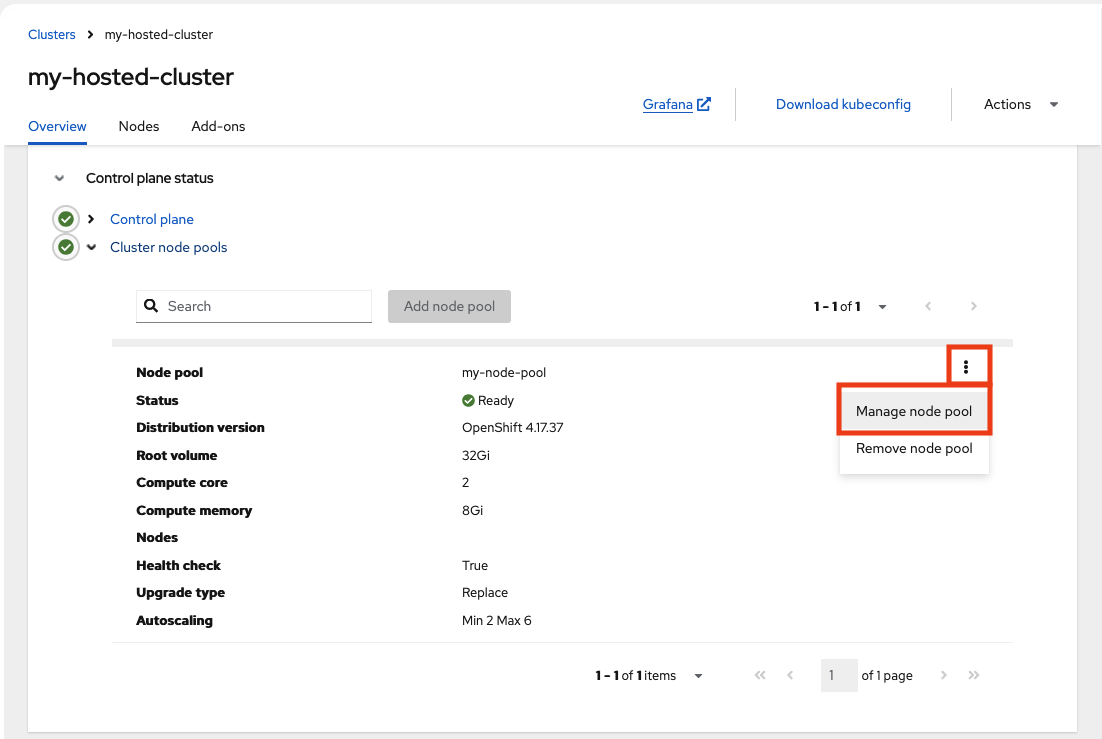 Clusters my-hosted-cluster
my-hosted-cluster
Grafana Download kubeconfig Actions
Overview Nodes Add-ons
Control plane status
Control plane
Cluster node pools
Search Add node pool 1 - 1 of 1
Node pool my-node-pool
Status Ready
Manage node pool
Distribution version OpenShift 4.17.37
Remove node pool
Root volume 32Gi
Compute core 2
Compute memory 8Gi
Nodes
Health check True
Upgrade type Replace
Autoscaling Min 2 Max 6
1 - 1 of 1 items 1 of 1 page